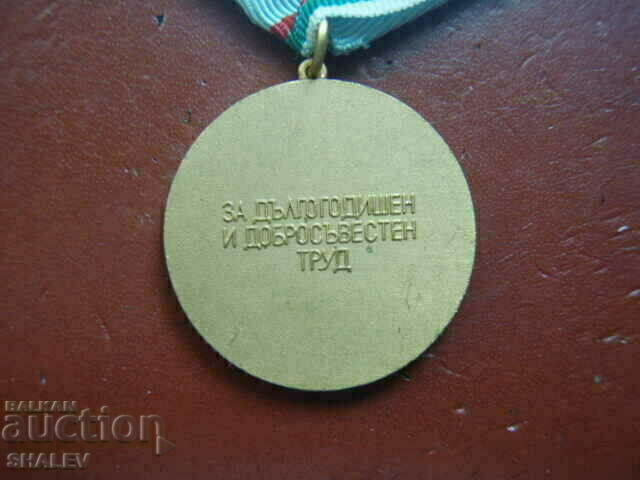 ЗА ДЪЛГОГОДИШЕН
И ДОБРОСЪВЕСТЕН
ТРУД
BALKAN
auction
SHALEV